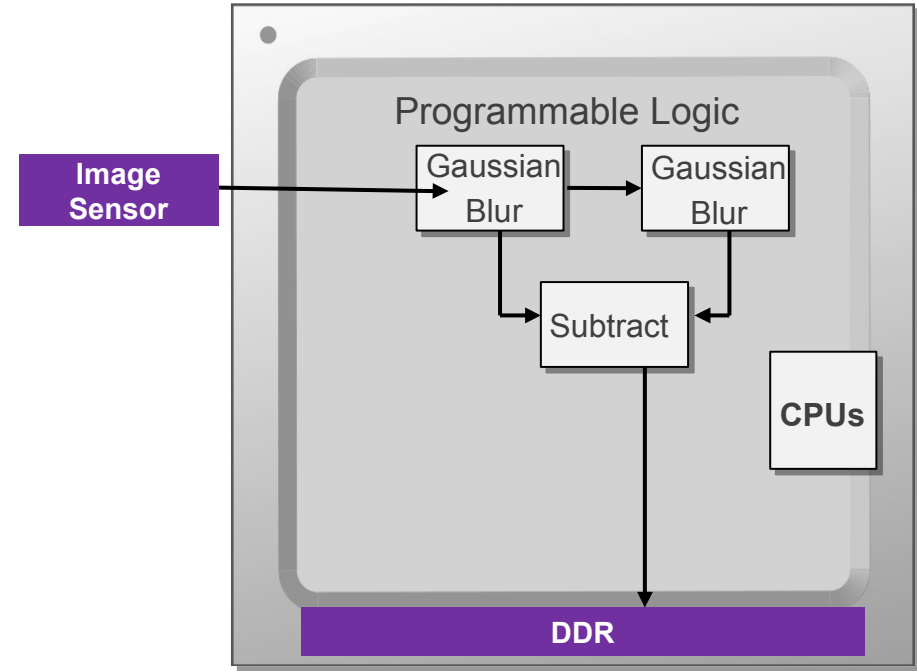 Programmable Logic
Image
Sensor
Gaussian
Blur
Gaussian
Blur
Subtract
CPUs
DDR